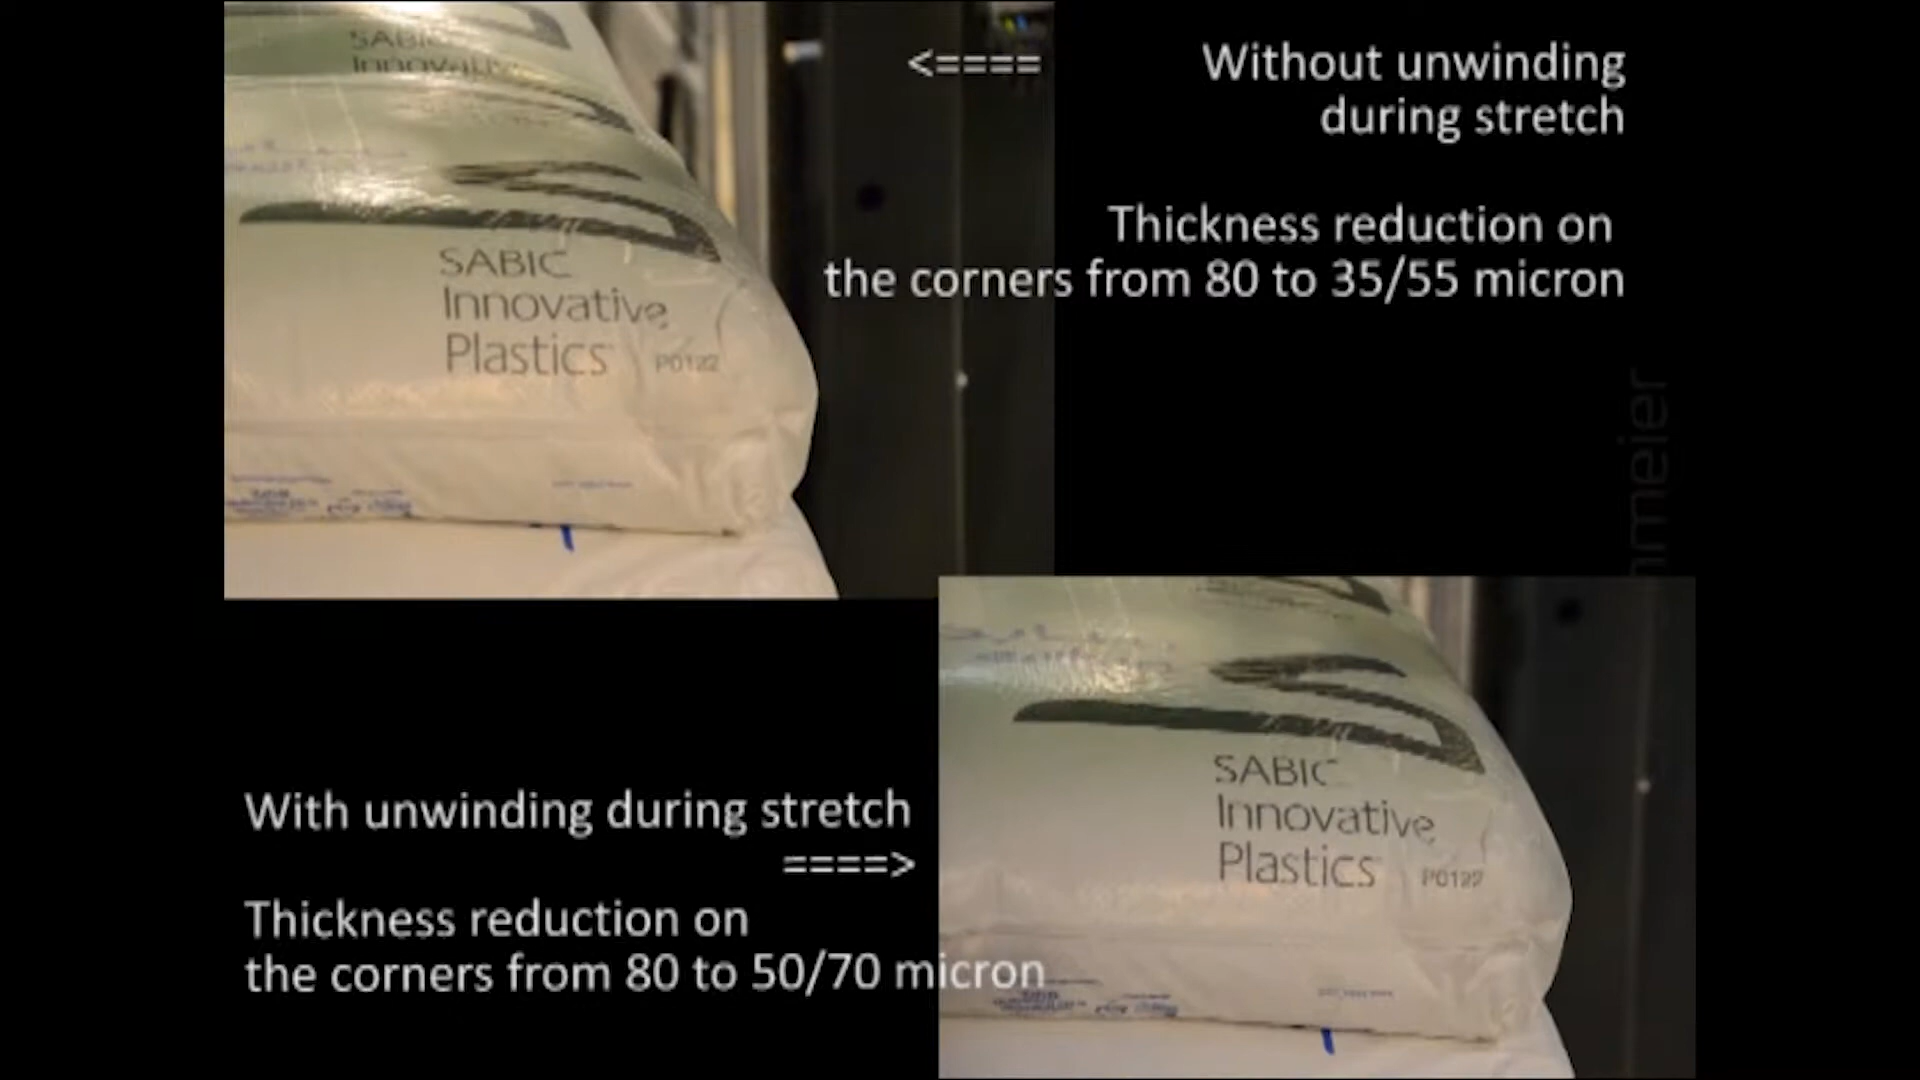 SABIC
Innovative
<====
Without unwinding
during stretch
Thickness reduction on
the corners from 80 to 35/55 micron
SABIC
Innovative
Plastics
P0122
With unwinding during stretch
====>
Thickness reduction on
the corners from 80 to 50/70 micron
SABIC
Innovative
Plastics
P0122